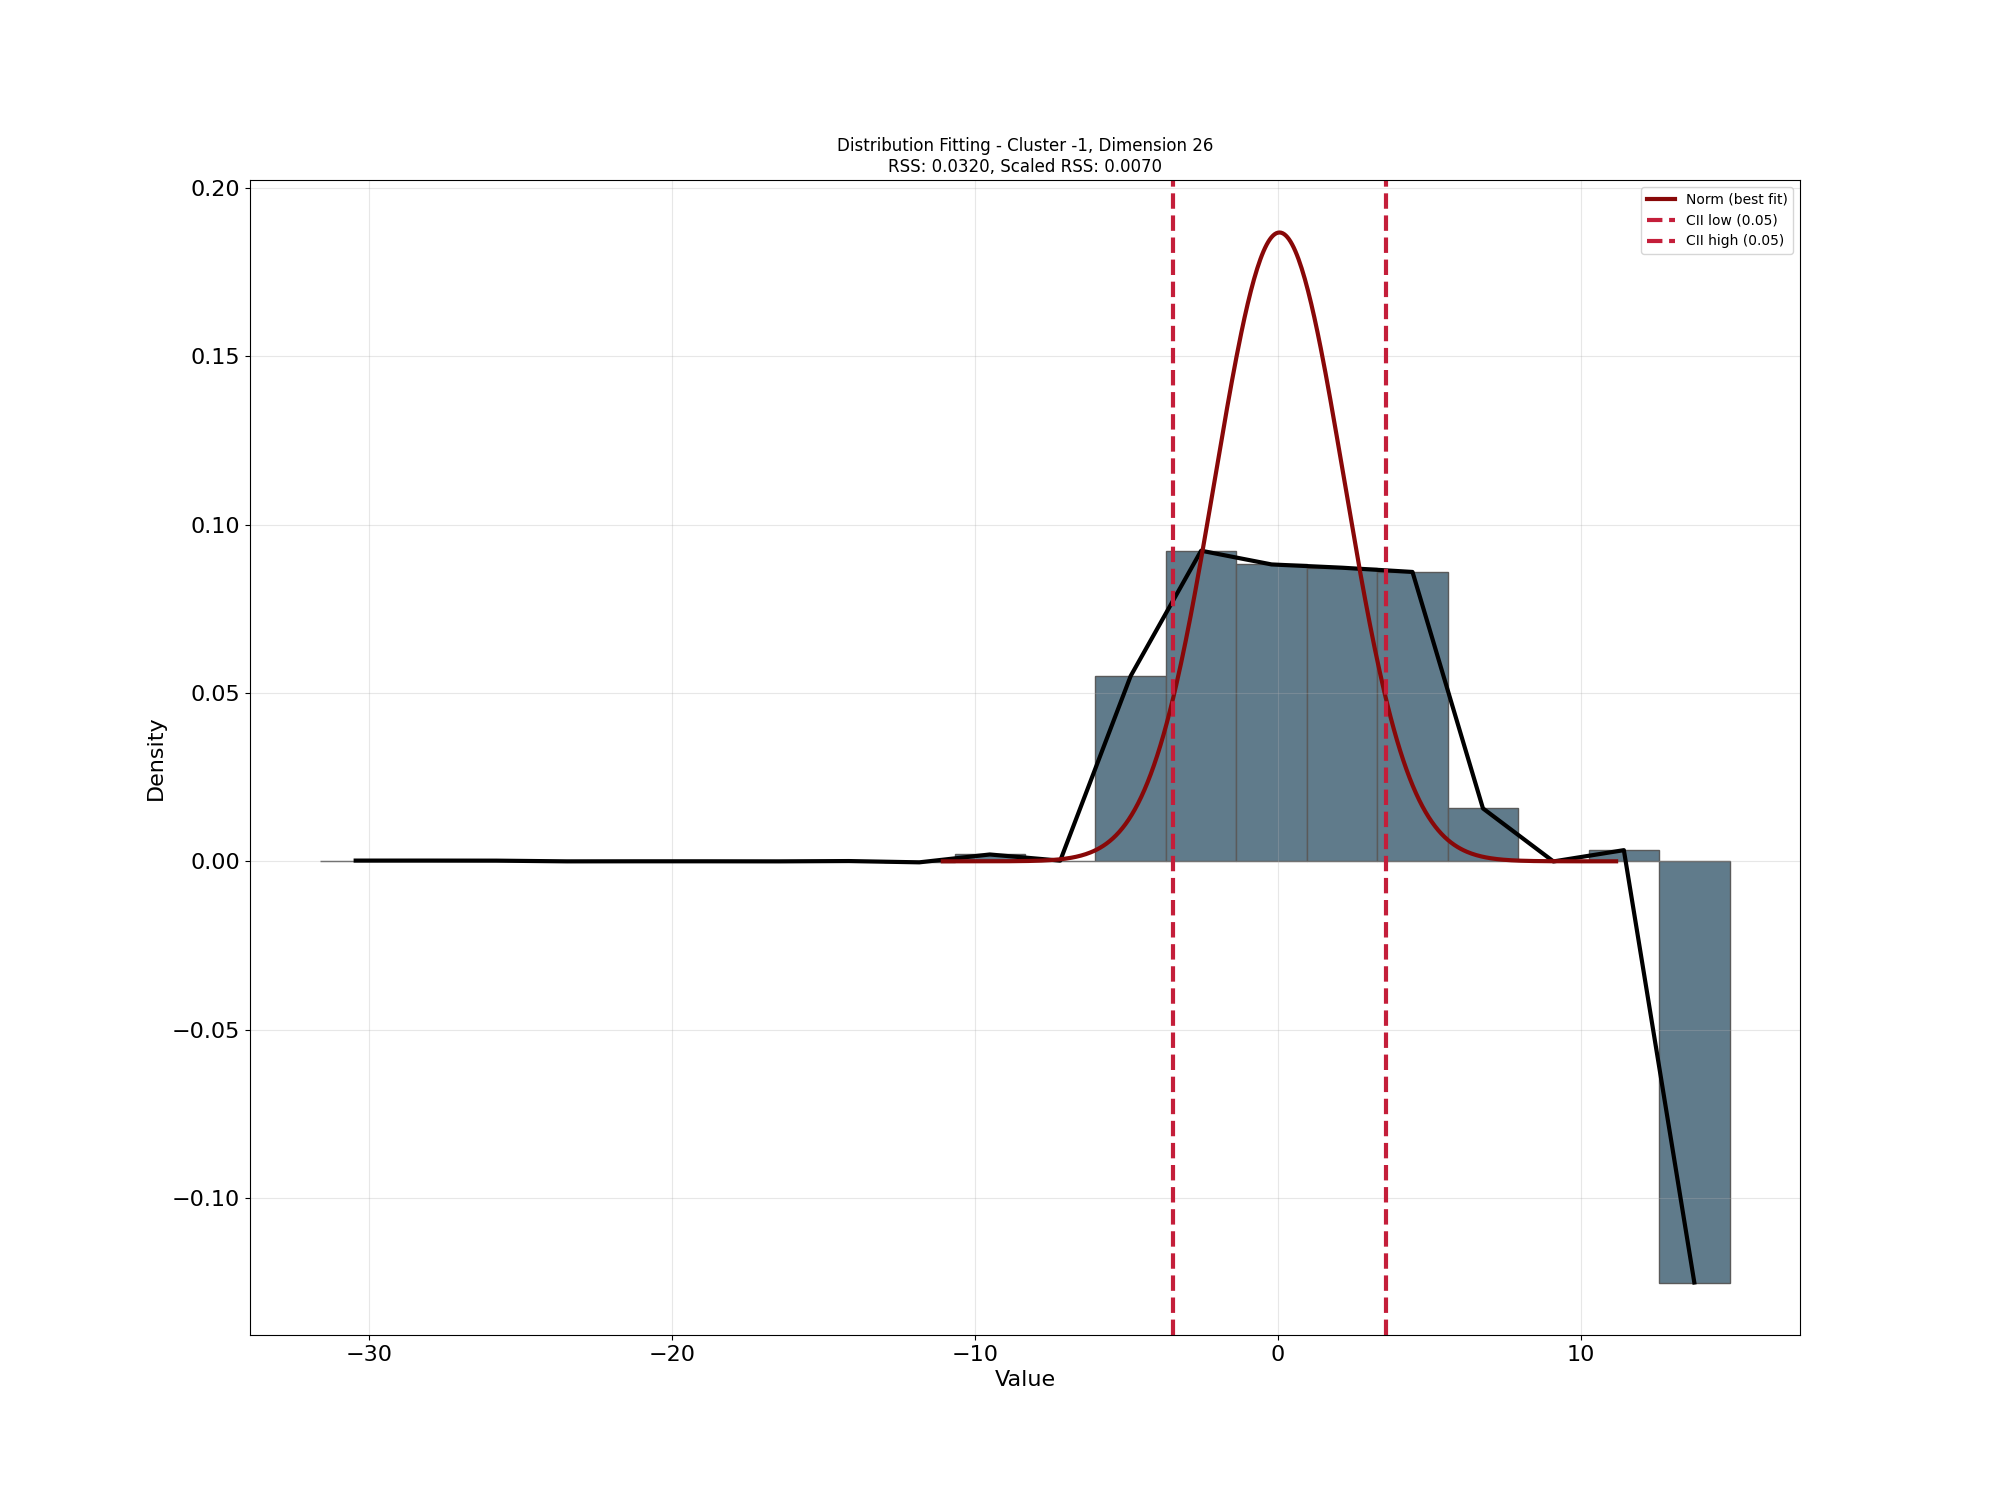 Distribution Fitting - Cluster -1, Dimension 26
RSS: 0.0320, Scaled RSS: 0.0070
Norm (best fit)
CII low (0.05)
CII high (0.05)
0.20
0.15
0.10
0.05
0.00
−0.05
−0.10
Density
−30
−20
−10
0
10
Value